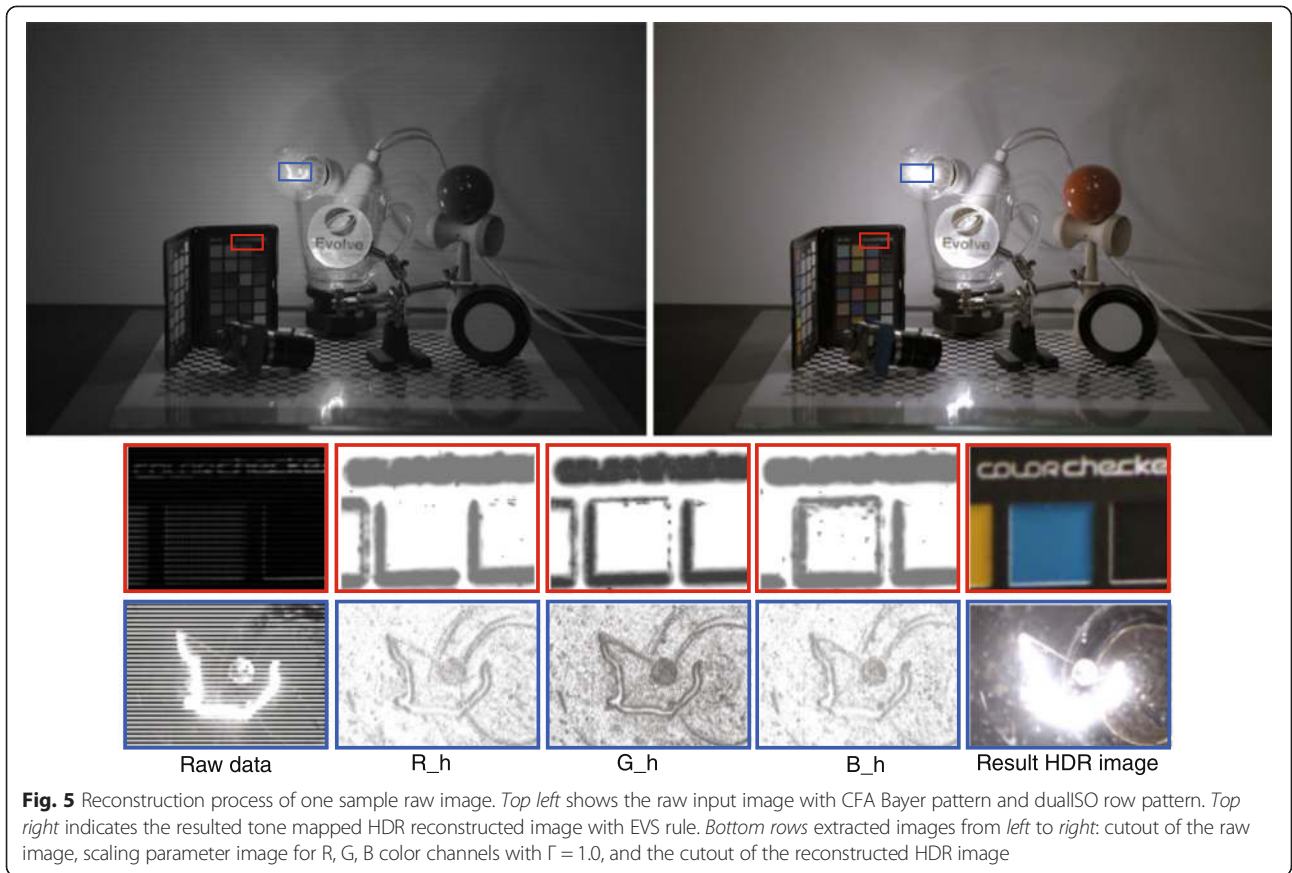 Evolve
Evolve
COLOR checke
COLOR checke
Raw data
R_h
G_h
B_h
Result HDR image
Fig. 5 Reconstruction process of one sample raw image. Top left shows the raw input image with CFA Bayer pattern and dualISO row pattern. Top
right indicates the resulted tone mapped HDR reconstructed image with EVS rule. Bottom rows extracted images from left to right: cutout of the raw
image, scaling parameter image for R, G, B color channels with Γ = 1.0, and the cutout of the reconstructed HDR image